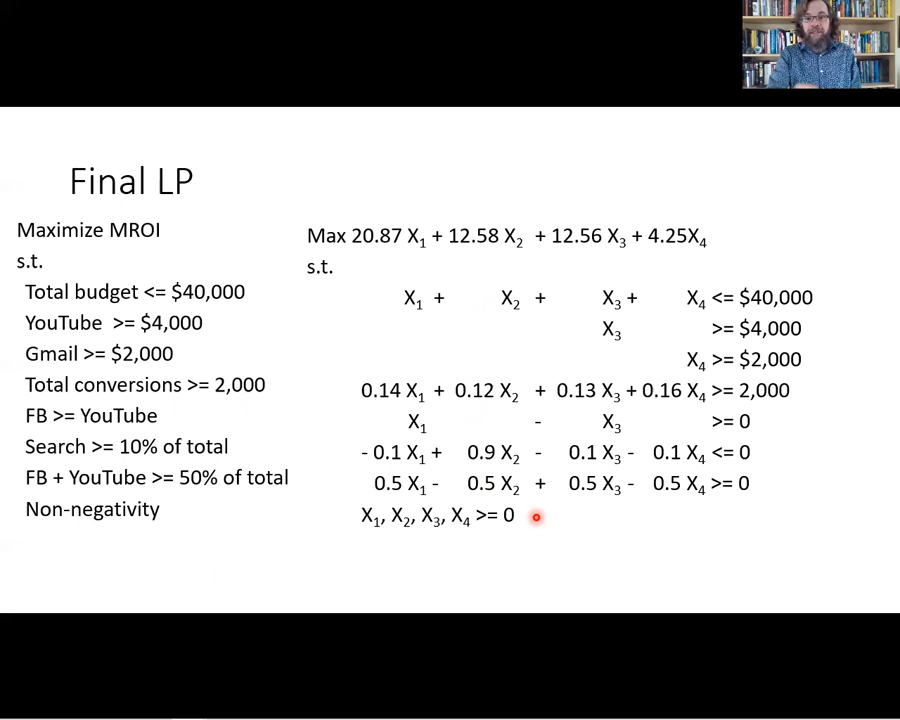 Final LP
Maximize MROI
s.t.
Total budget <= $40,000
YouTube >= $4,000
Gmail >= $2,000
Total conversions >= 2,000
FB >= YouTube
Search >= 10% of total
FB + YouTube >= 50% of total
Non-negativity
Max 20.87 X₁ + 12.58 X₂ + 12.56 X₃ + 4.25X₄
s.t.
X₁ + X₂ + X₃ + X₄ <= $40,000
X₃ >= $4,000
X₄ >= $2,000
0.14 X₁ + 0.12 X₂ + 0.13 X₃ + 0.16 X₄ >= 2,000
X₁ - X₃ >= 0
- 0.1 X₁ + 0.9 X₂ - 0.1 X₃ - 0.1 X₄ <= 0
0.5 X₁ - 0.5 X₂ + 0.5 X₃ - 0.5 X₄ >= 0
X₁, X₂, X₃, X₄ >= 0